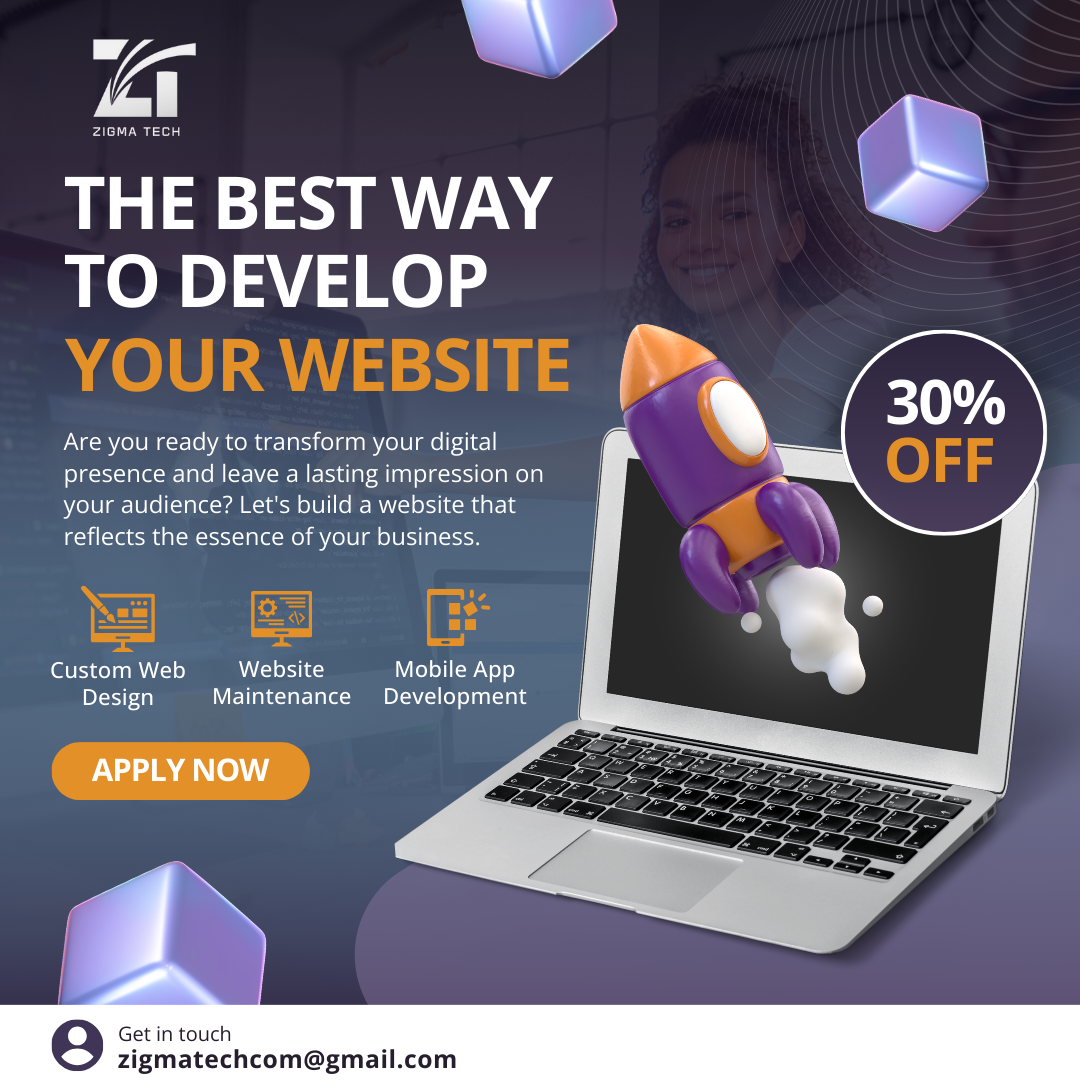 ZIGMA TECH
THE BEST WAY
TO DEVELOP
YOUR WEBSITE
30%
OFF
Are you ready to transform your digital
presence and leave a lasting impression on
your audience? Let's build a website that
reflects the essence of your business.
Custom Web
Design
Website
Maintenance
Mobile App
Development
APPLY NOW
Get in touch
zigmatechcom@gmail.com